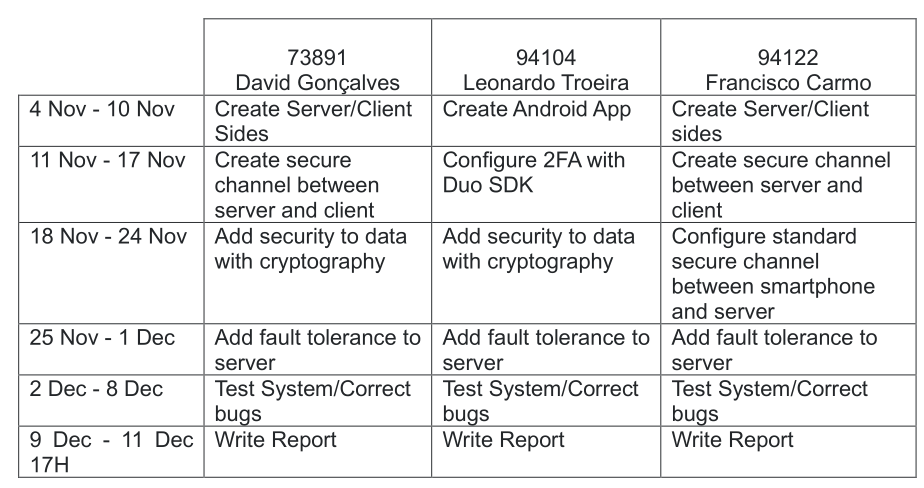 73891
David Gonçalves
94104
Leonardo Troeira
94122
Francisco Carmo
4 Nov - 10 Nov
Create Server/Client
Sides
Create Android App
Create Server/Client
sides
11 Nov - 17 Nov
Create secure
channel between
server and client
Configure 2FA with
Duo SDK
Create secure channel
between server and
client
18 Nov - 24 Nov
Add security to data
with cryptography
Add security to data
with cryptography
Configure standard
secure channel
between smartphone
and server
25 Nov - 1 Dec
Add fault tolerance to
server
Add fault tolerance to
server
Add fault tolerance to
server
2 Dec - 8 Dec
Test System/Correct
bugs
Test System/Correct
bugs
Test System/Correct
bugs
9 Dec - 11 Dec
17H
Write Report
Write Report
Write Report